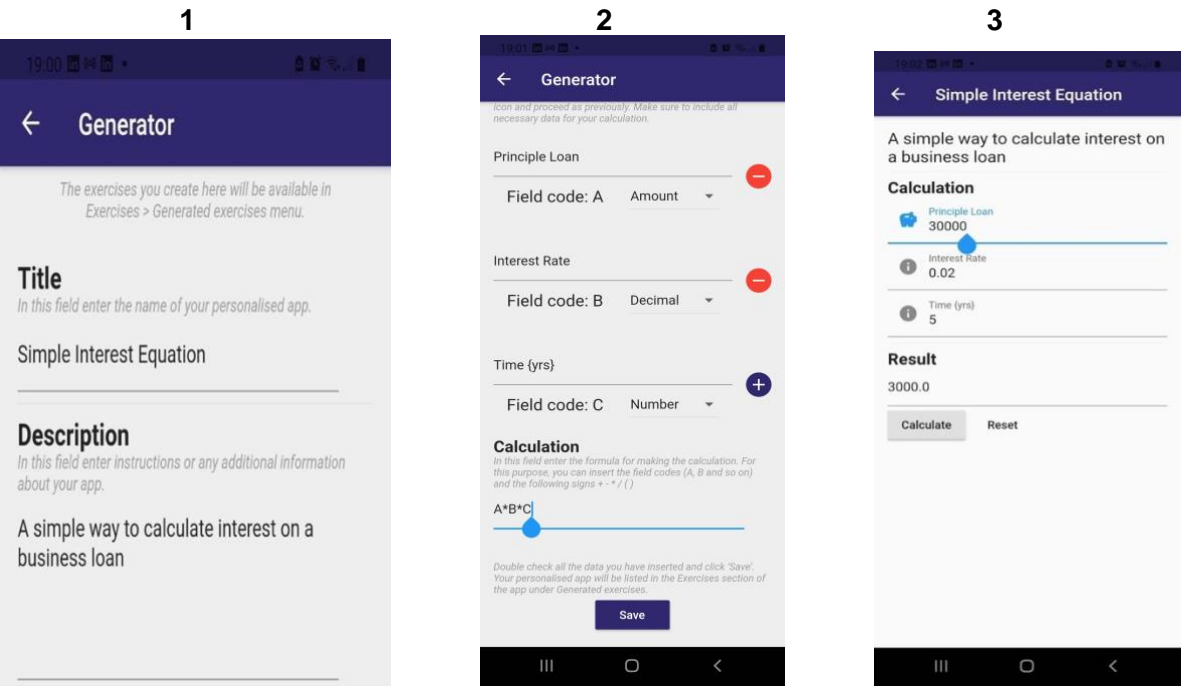 1
19:00
Generator
The exercises you create here will be available in
Exercises > Generated exercises menu.
Title
In this field enter the name of your personalised app.
Simple Interest Equation
Description
In this field enter instructions or any additional information
about your app.
A simple way to calculate interest on a
business loan
2
19:01
Generator
icon and proceed as previously. Make sure to include all
necessary data for your calculation.
Principle Loan
Field code: A Amount
Interest Rate
Field code: B Decimal
Time {yrs}
Field code: C Number
Calculation
In this field enter the formula for making the calculation. For
this purpose, you can insert the field codes (A, B and so on)
and the following signs + - * / ( )
A*B*C
Double check all the data you have inserted and click 'Save'.
Your personalised app will be listed in the Exercises section of
the app under Generated exercises.
Save
3
19:02
Simple Interest Equation
A simple way to calculate interest on
a business loan
Calculation
Principle Loan
30000
Interest Rate
0.02
Time {yrs}
5
Result
3000.0
Calculate Reset